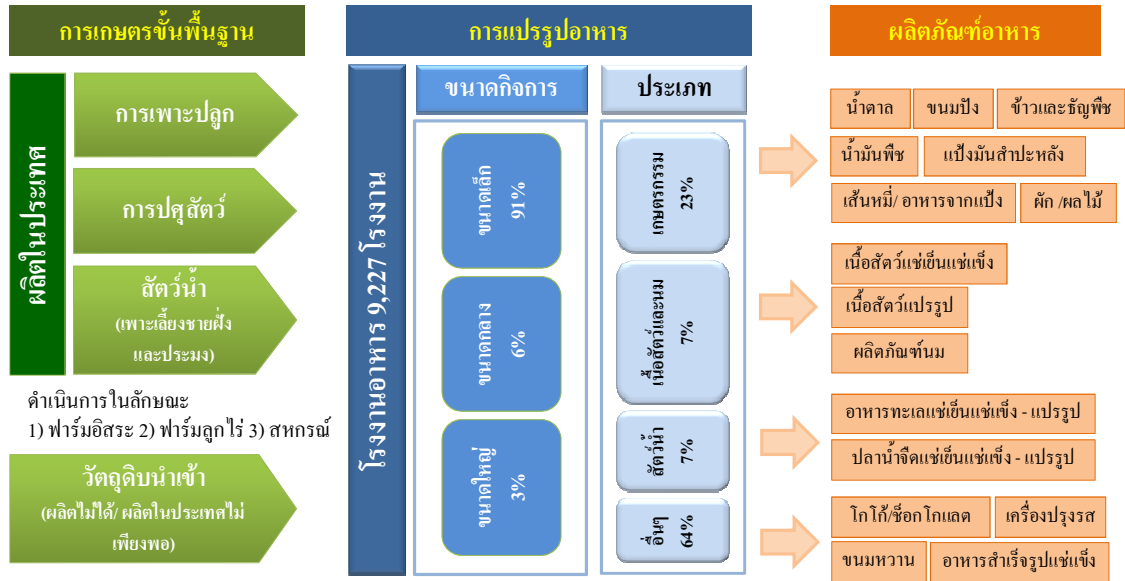 การเกษตรขั้นพื้นฐาน
ผลิตในประเทศ
การเพาะปลูก
การปศุสัตว์
สัตว์น้ำ
(เพาะเลี้ยงชายฝั่ง
และประมง)
ดำเนินการในลักษณะ
1) ฟาร์มอิสระ 2) ฟาร์มลูกไร่ 3) สหกรณ์
วัตถุดิบนำเข้า
(ผลิตไม่ได้/ ผลิตในประเทศไม่
เพียงพอ)
การแปรรูปอาหาร
โรงงานอาหาร 9,227 โรงงาน
ขนาดกิจการ
ขนาดเล็ก
91%
ขนาดกลาง
6%
ขนาดใหญ่
3%
ประเภท
เกษตรกรรม
23%
เนื้อสัตว์และนม
7%
สัตว์น้ำ
7%
อื่นๆ
64%
ผลิตภัณฑ์อาหาร
น้ำตาล ขนมปัง ข้าวและธัญพืช
น้ำมันพืช แป้งมันสำปะหลัง
เส้นหมี่/ อาหารจากแป้ง ผัก /ผลไม้
เนื้อสัตว์แช่เย็นแช่แข็ง
เนื้อสัตว์แปรรูป
ผลิตภัณฑ์นม
อาหารทะเลแช่เย็นแช่แข็ง - แปรรูป
ปลาน้ำจืดแช่เย็นแช่แข็ง - แปรรูป
โกโก้/ช็อกโกแลต เครื่องปรุงรส
ขนมหวาน อาหารสำเร็จรูปแช่แข็ง